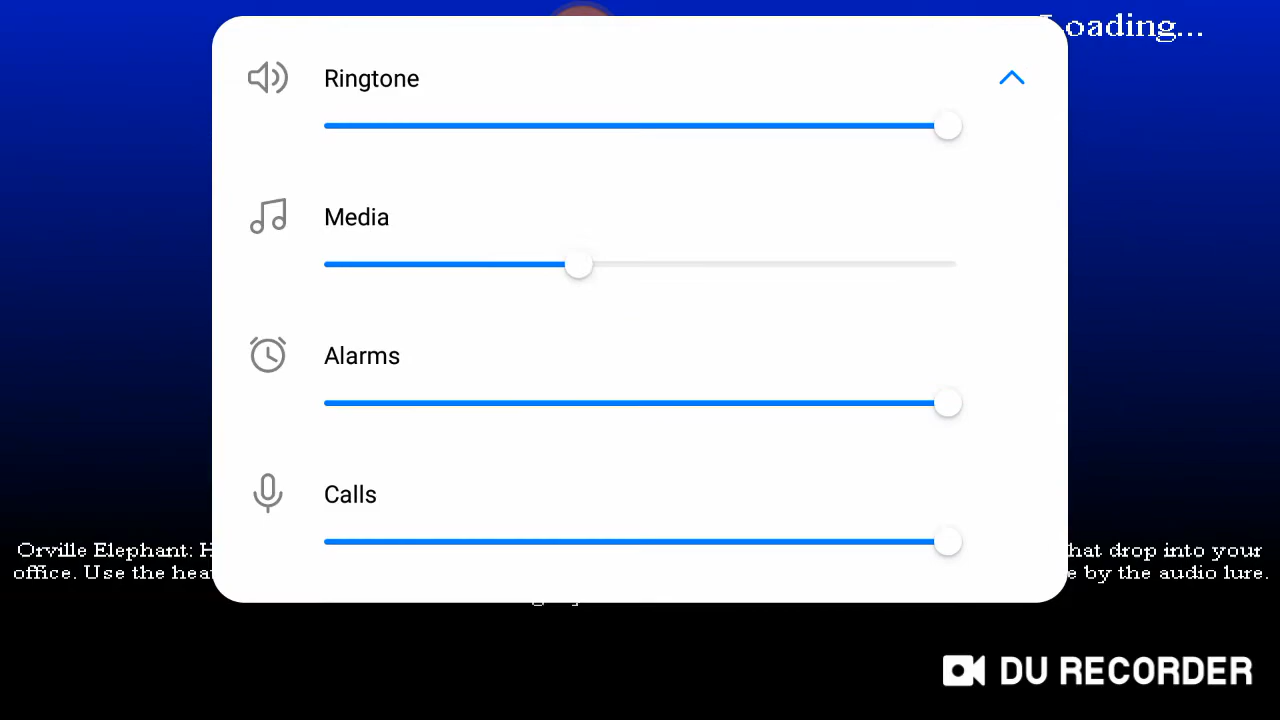 Loading...
Ringtone
Media
Alarms
Calls
Orville Elephant: H hat drop into your
office. Use the hea e by the audio lure.
DU RECORDER